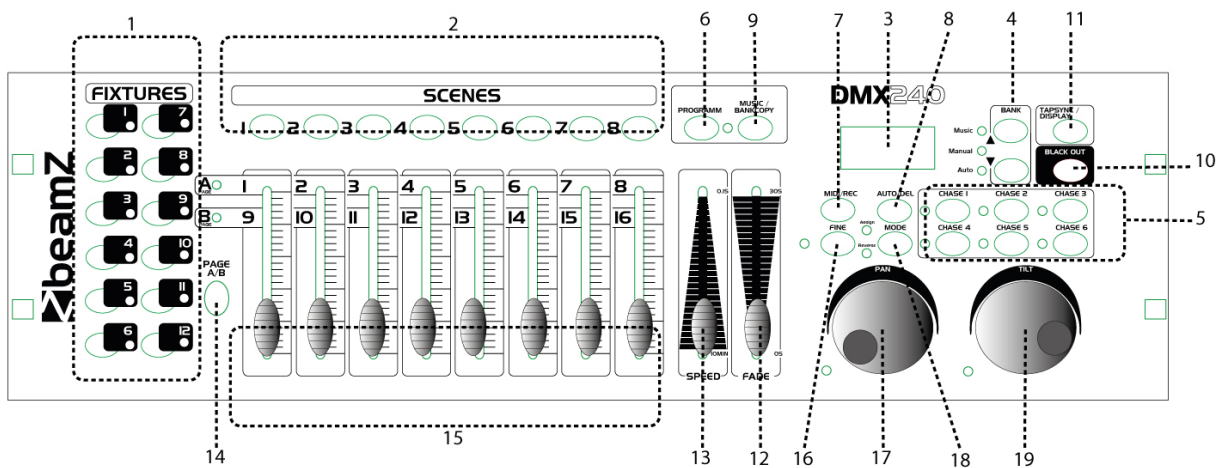 1
2
6
9
7
3
8
4
11
FIXTURES
SCENES
PROGRAMM
MUSIC /
BANKCOPY
DMX240
BANK
TAPSYNC /
DISPLAY
1
7
1
2
3
4
5
6
7
8
Music
Manual
Auto
BLACK OUT
10
2
8
3
9
4
10
5
11
6
12
beamZ
A
PAGE
1
2
3
4
5
6
7
8
B
PAGE
9
10
11
12
13
14
15
16
PAGE
A/B
0.1S
30S
10MIN
0S
SPEED
FADE
MIDI/REC
AUTO/DEL
CHASE 1
CHASE 2
CHASE 3
5
Assign
FINE
MODE
CHASE 4
CHASE 5
CHASE 6
Reverse
PAN
TILT
14
15
13
12
16
17
18
19